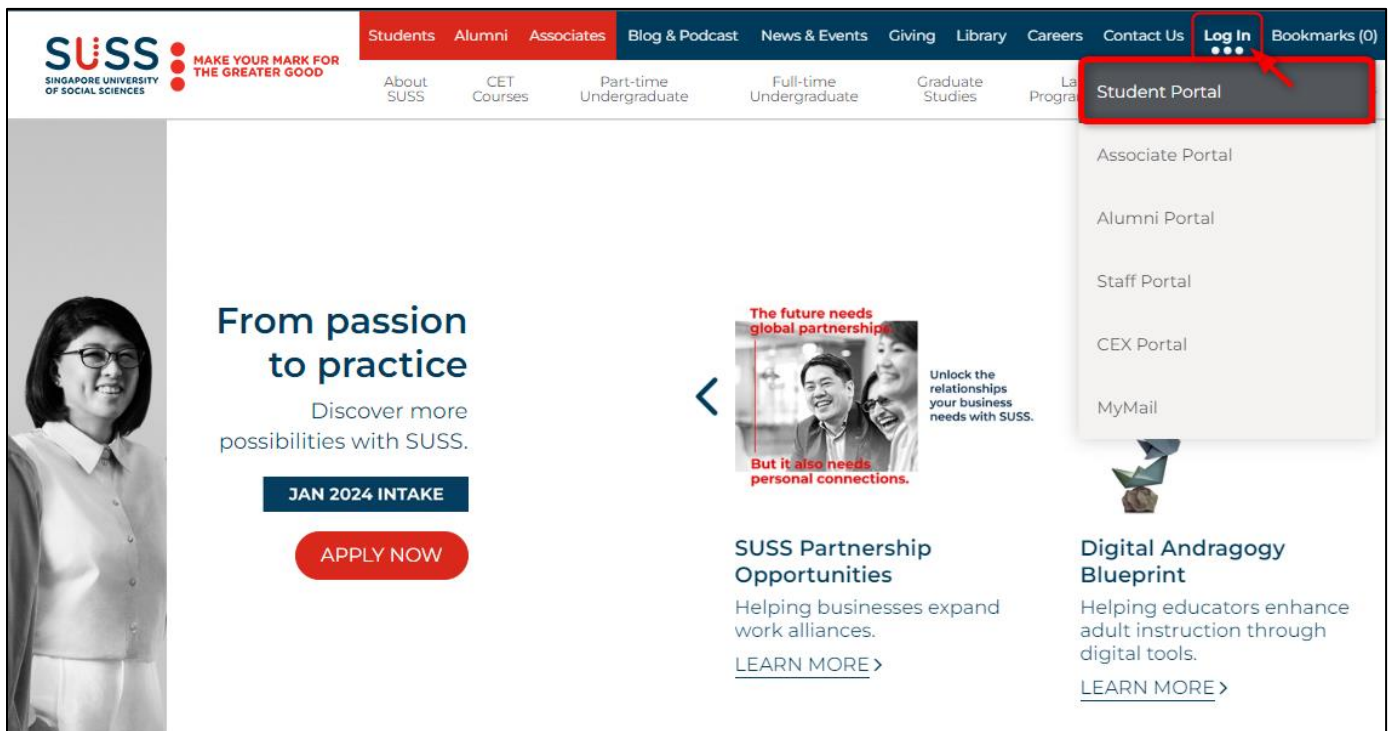 SUSS
SINGAPORE UNIVERSITY
OF SOCIAL SCIENCES
MAKE YOUR MARK FOR
THE GREATER GOOD
Students Alumni Associates Blog & Podcast News & Events Giving Library Careers Contact Us Log In Bookmarks (0)
About
SUSS
CET
Courses
Part-time
Undergraduate
Full-time
Undergraduate
Graduate
Studies
Student Portal
Associate Portal
Alumni Portal
Staff Portal
CEX Portal
MyMail
From passion
to practice
Discover more
possibilities with SUSS.
JAN 2024 INTAKE
APPLY NOW
The future needs
global partnerships
Unlock the
relationships
your business
needs with SUSS.
But it also needs
personal connections.
SUSS Partnership
Opportunities
Helping businesses expand
work alliances.
LEARN MORE >
Digital Andragogy
Blueprint
Helping educators enhance
adult instruction through
digital tools.
LEARN MORE >